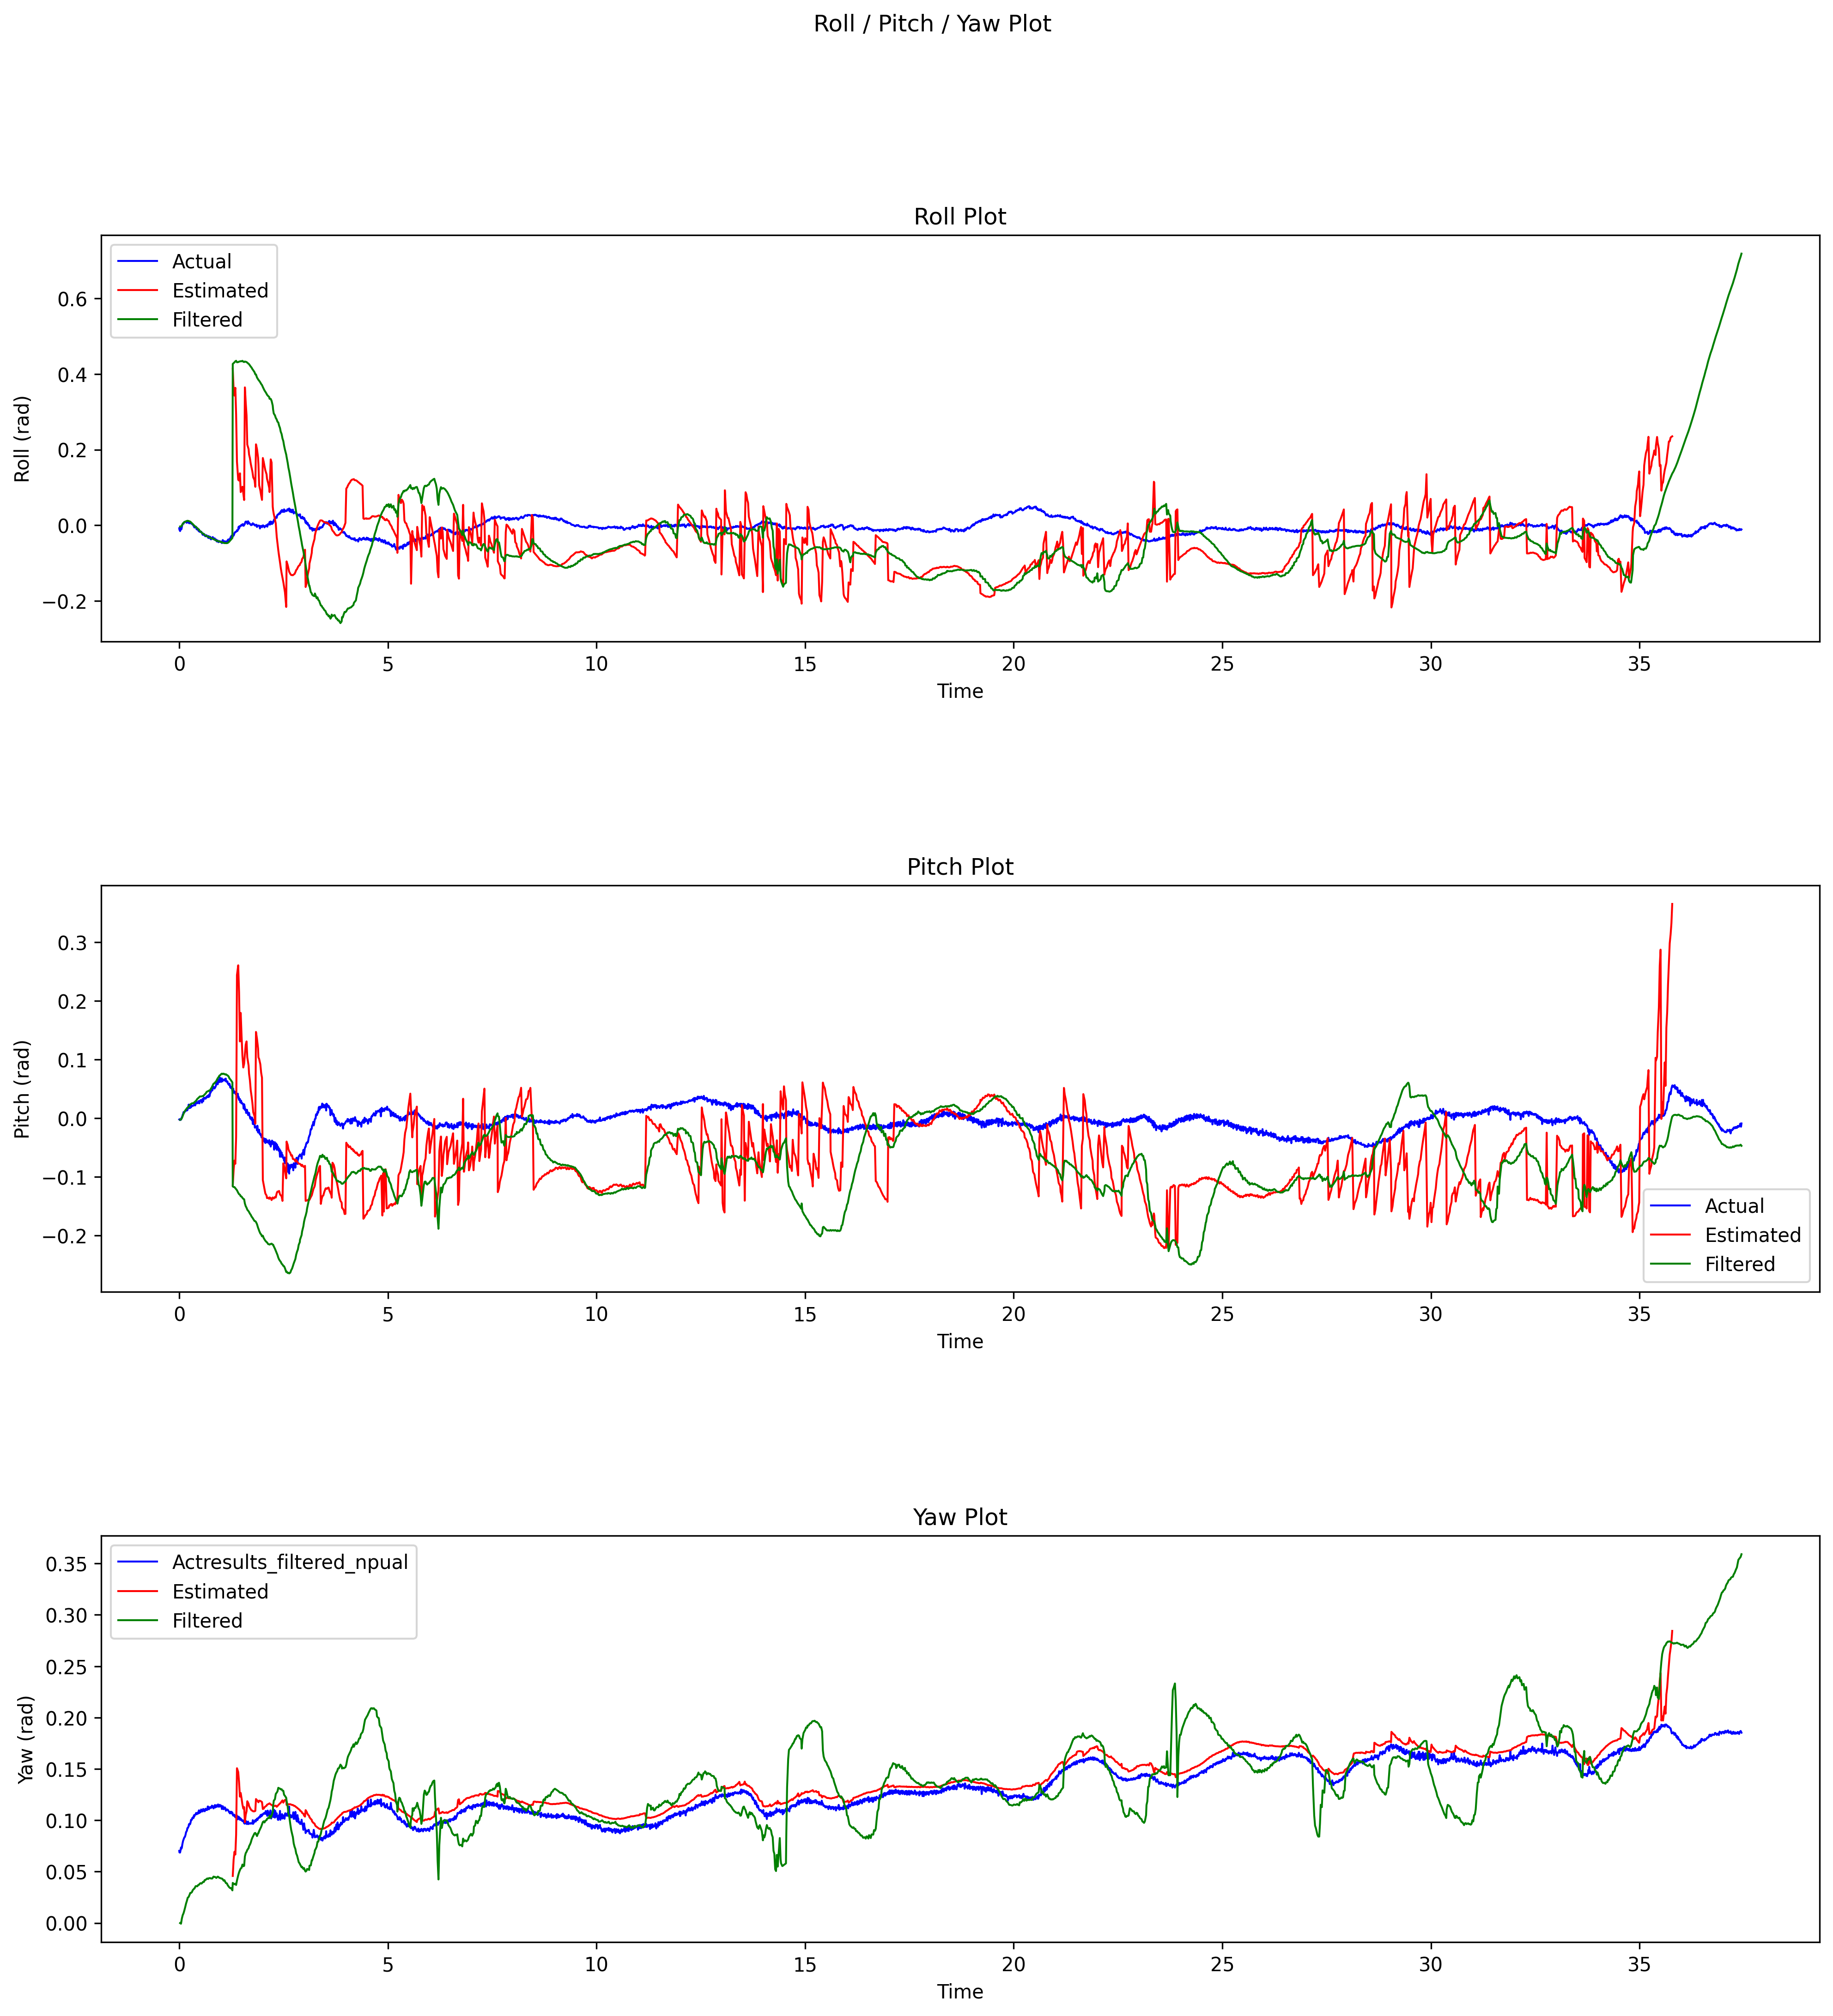 Roll / Pitch / Yaw Plot
Roll Plot
Actual
Estimated
Filtered
Roll (rad)
0.6
0.4
0.2
0.0
−0.2
0 5 10 15 20 25 30 35
Time
Pitch Plot
Pitch (rad)
0.3
0.2
0.1
0.0
−0.1
−0.2
Actual
Estimated
Filtered
0 5 10 15 20 25 30 35
Time
Yaw Plot
Actresults_filtered_npual
Estimated
Filtered
Yaw (rad)
0.35
0.30
0.25
0.20
0.15
0.10
0.05
0.00
0 5 10 15 20 25 30 35
Time